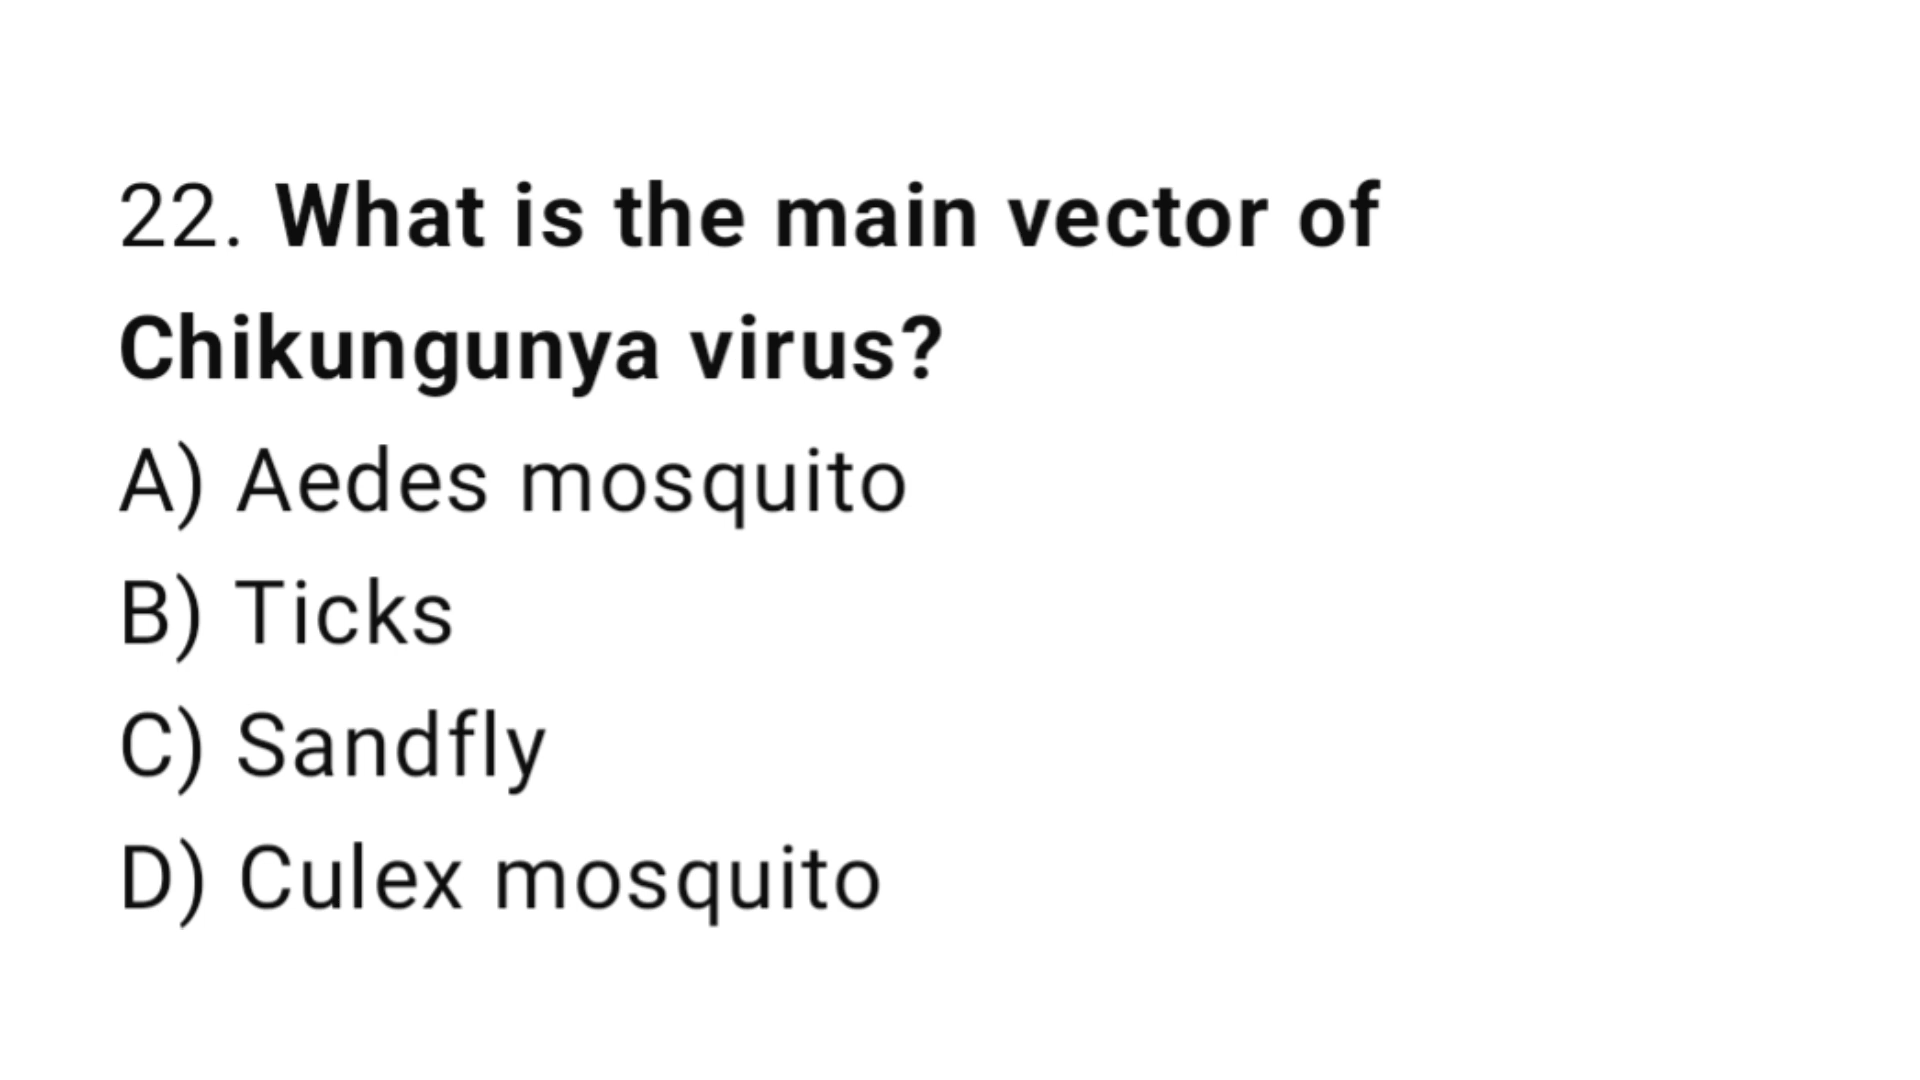 22. What is the main vector of
Chikungunya virus?
A) Aedes mosquito
B) Ticks
C) Sandfly
D) Culex mosquito